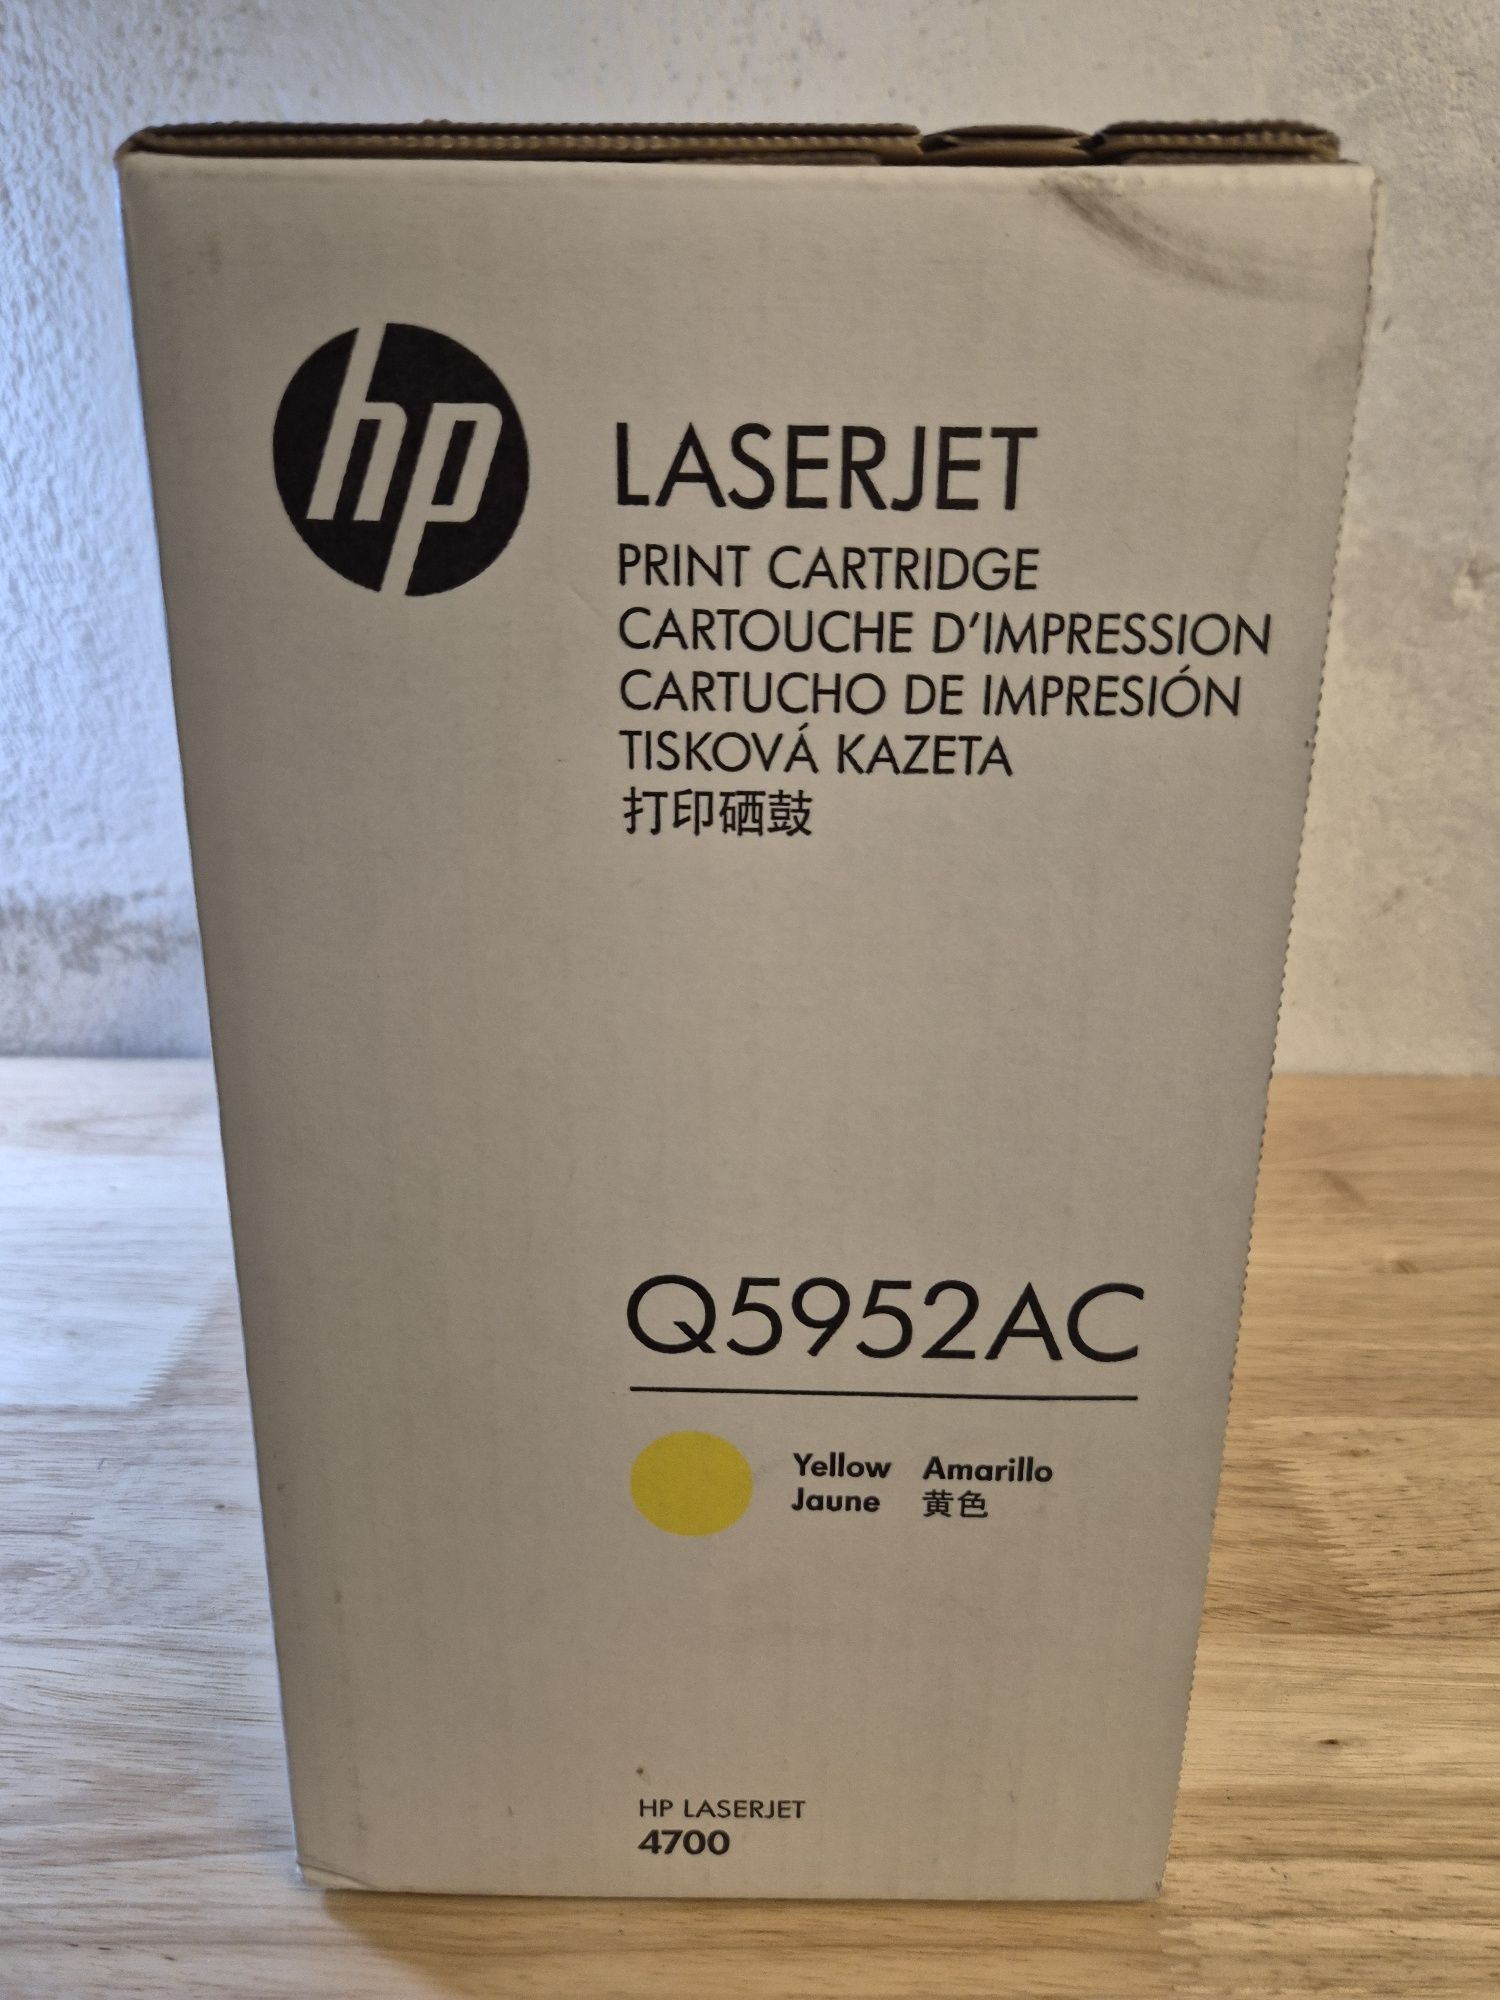 hp
LASERJET
PRINT CARTRIDGE
CARTOUCHE D'IMPRESSION
CARTUCHO DE IMPRESIÓN
TISKOVÁ KAZETA
打印硒鼓
Q5952AC
Yellow Amarillo
Jaune 黄色
HP LASERJET
4700